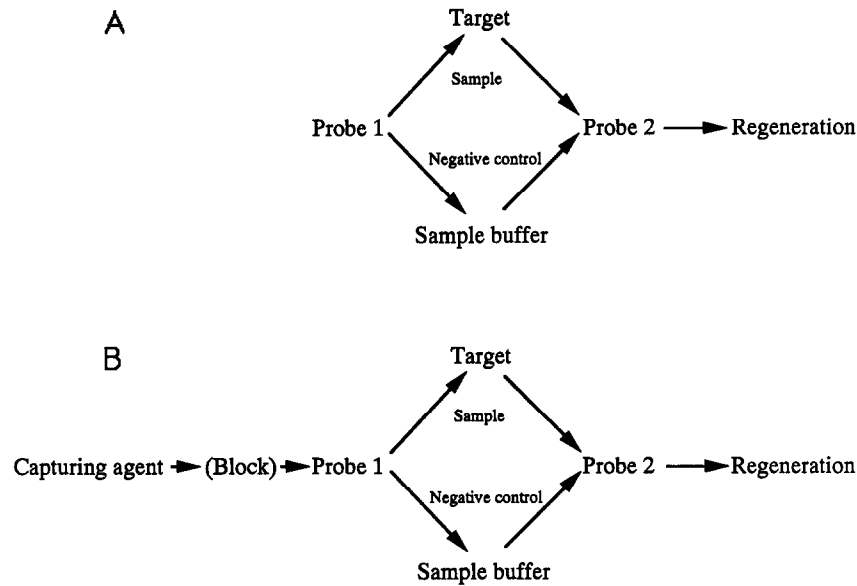 A
Target
Sample
Probe 1
Probe 2
Regeneration
Negative control
Sample buffer
B
Target
Sample
Capturing agent
(Block)
Probe 1
Probe 2
Regeneration
Negative control
Sample buffer